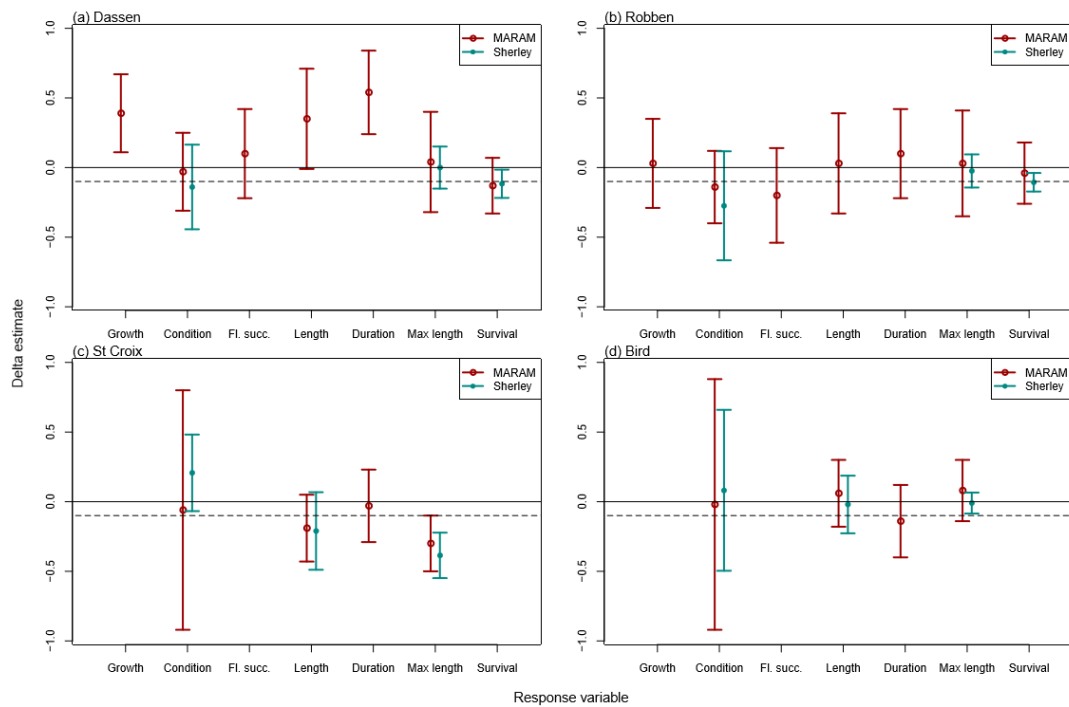 (a) Dassen
MARAM
Sherley
1.0
0.5
0.0
−0.5
−1.0
Growth Condition Fl. succ. Length Duration Max length Survival
(b) Robben
MARAM
Sherley
1.0
0.5
0.0
−0.5
−1.0
Growth Condition Fl. succ. Length Duration Max length Survival
Delta estimate
(c) St Croix
MARAM
Sherley
1.0
0.5
0.0
−0.5
−1.0
Growth Condition Fl. succ. Length Duration Max length Survival
(d) Bird
MARAM
Sherley
1.0
0.5
0.0
−0.5
−1.0
Growth Condition Fl. succ. Length Duration Max length Survival
Response variable